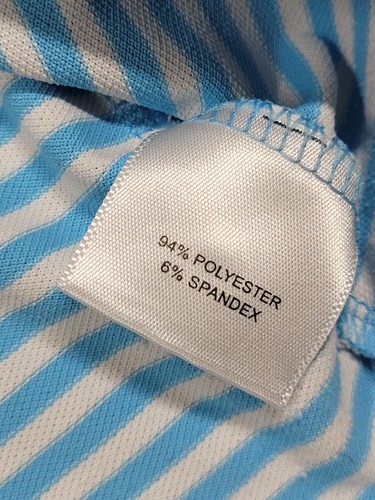 94% POLYESTER
6% SPANDEX